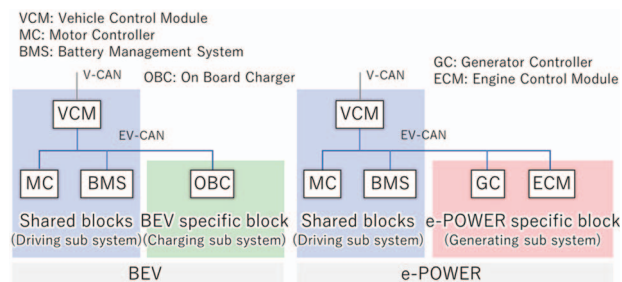 VCM: Vehicle Control Module
MC: Motor Controller
BMS: Battery Management System
V-CAN
OBC: On Board Charger
V-CAN
GC: Generator Controller
ECM: Engine Control Module
VCM
EV-CAN
VCM
EV-CAN
MC
BMS
OBC
MC
BMS
GC
ECM
Shared blocks
(Driving sub system)
BEV specific block
(Charging sub system)
Shared blocks
(Driving sub system)
e-POWER specific block
(Generating sub system)
BEV
e-POWER